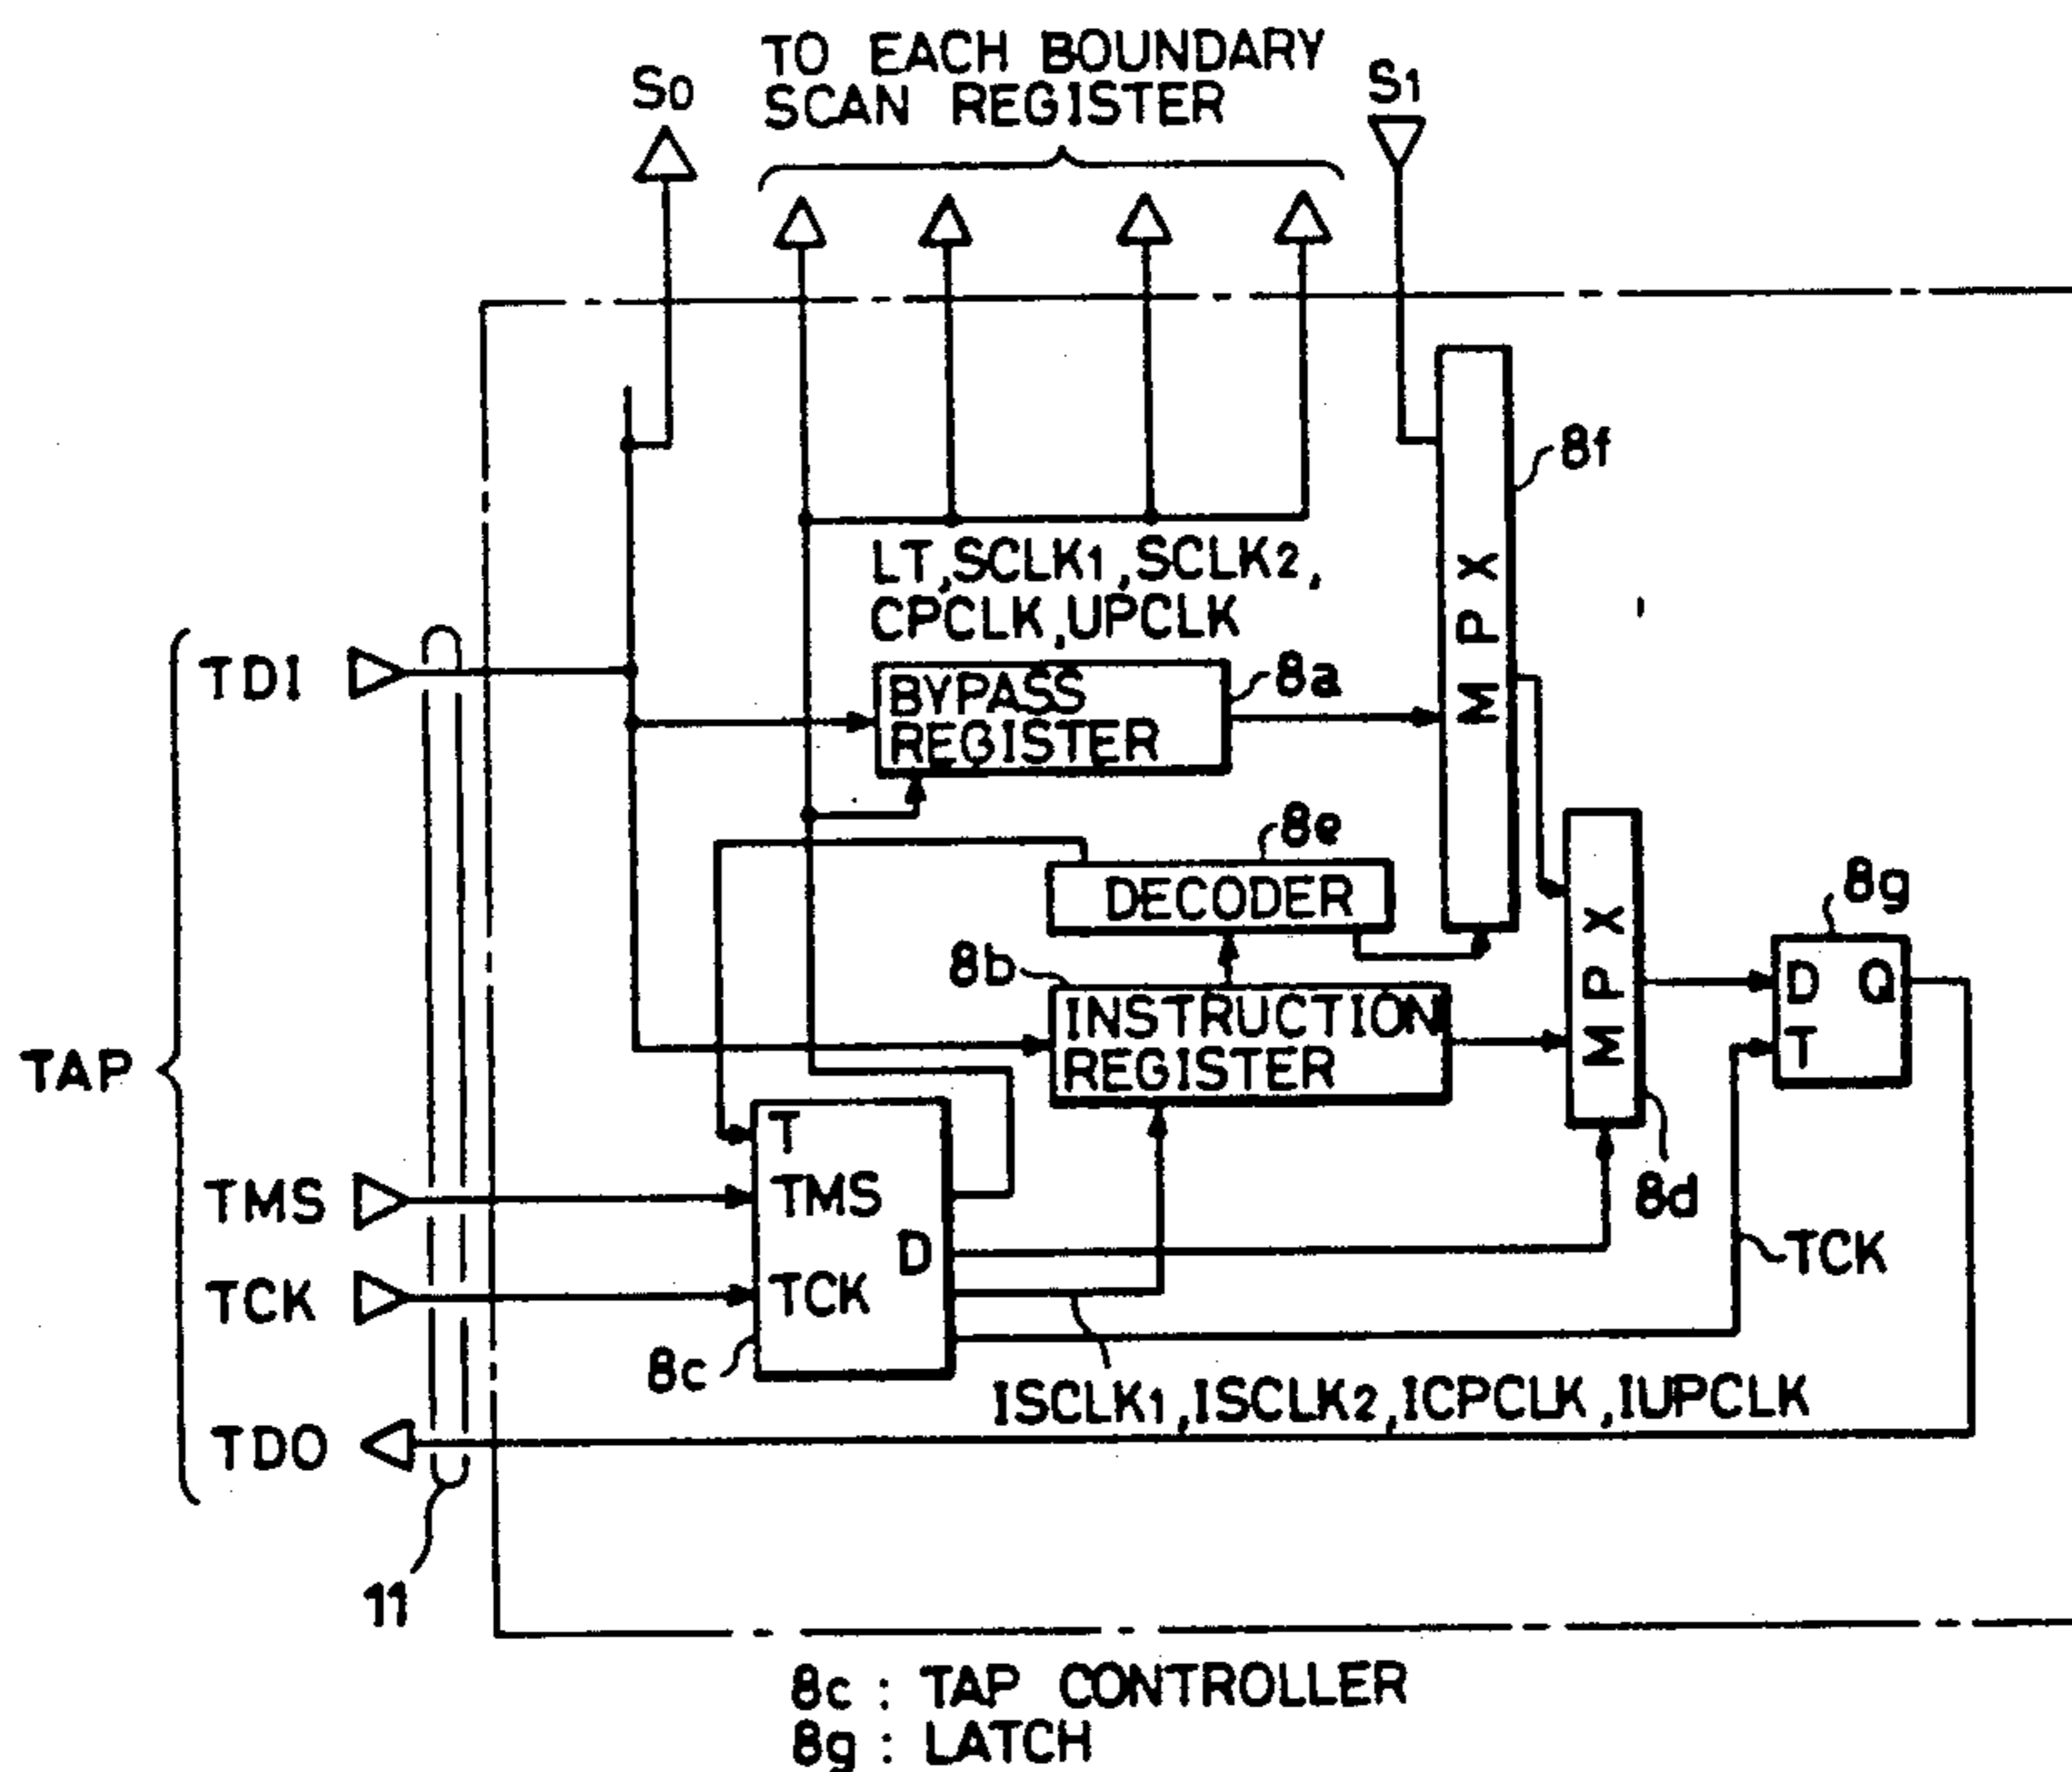 TO EACH BOUNDARY
SCAN REGISTER
S0
S1
8f
LT,SCLK1,SCLK2,
CPCLK,UPCLK
MPX
TDI
BYPASS
REGISTER
8a
8e
DECODER
8g
8b
INSTRUCTION
REGISTER
MPX
D Q
T
TAP
T
TMS
TMS
D
8d
TCK
TCK
TCK
8c
ISCLK1,ISCLK2,ICPCLK,IUPCLK
TDO
11
8c : TAP CONTROLLER
8g : LATCH